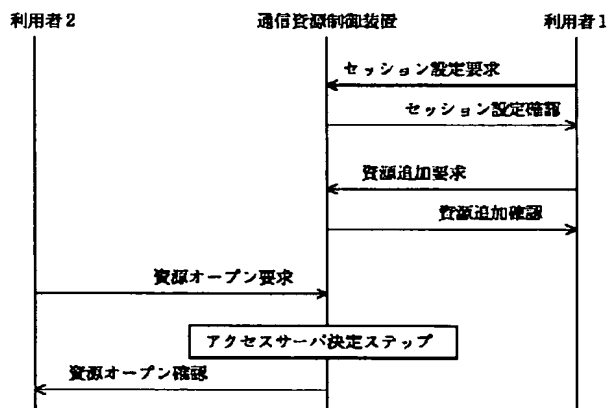 利用者2
通信資源制御装置
利用者1
セッション設定要求
セッション設定確認
資源追加要求
資源追加確認
資源オープン要求
アクセスサーバ決定ステップ
資源オープン確認